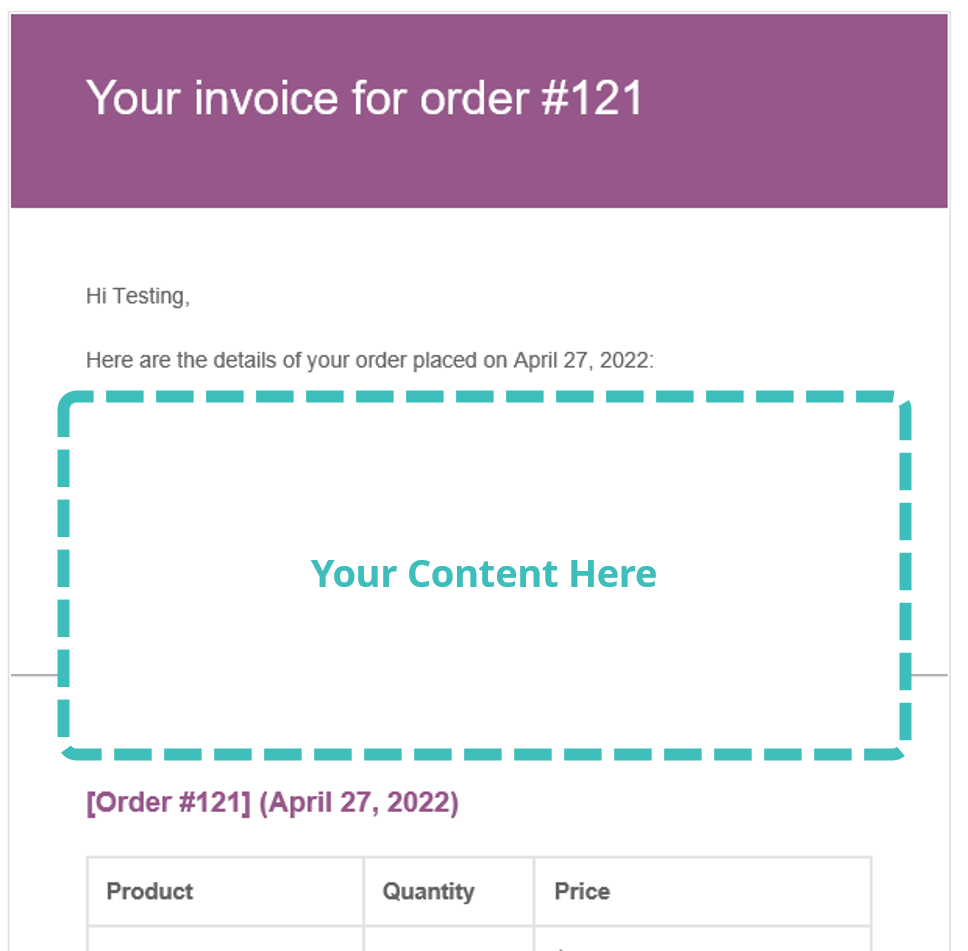 Your invoice for order #121
Hi Testing,
Here are the details of your order placed on April 27, 2022:
Your Content Here
[Order #121] (April 27, 2022)
Product Quantity Price